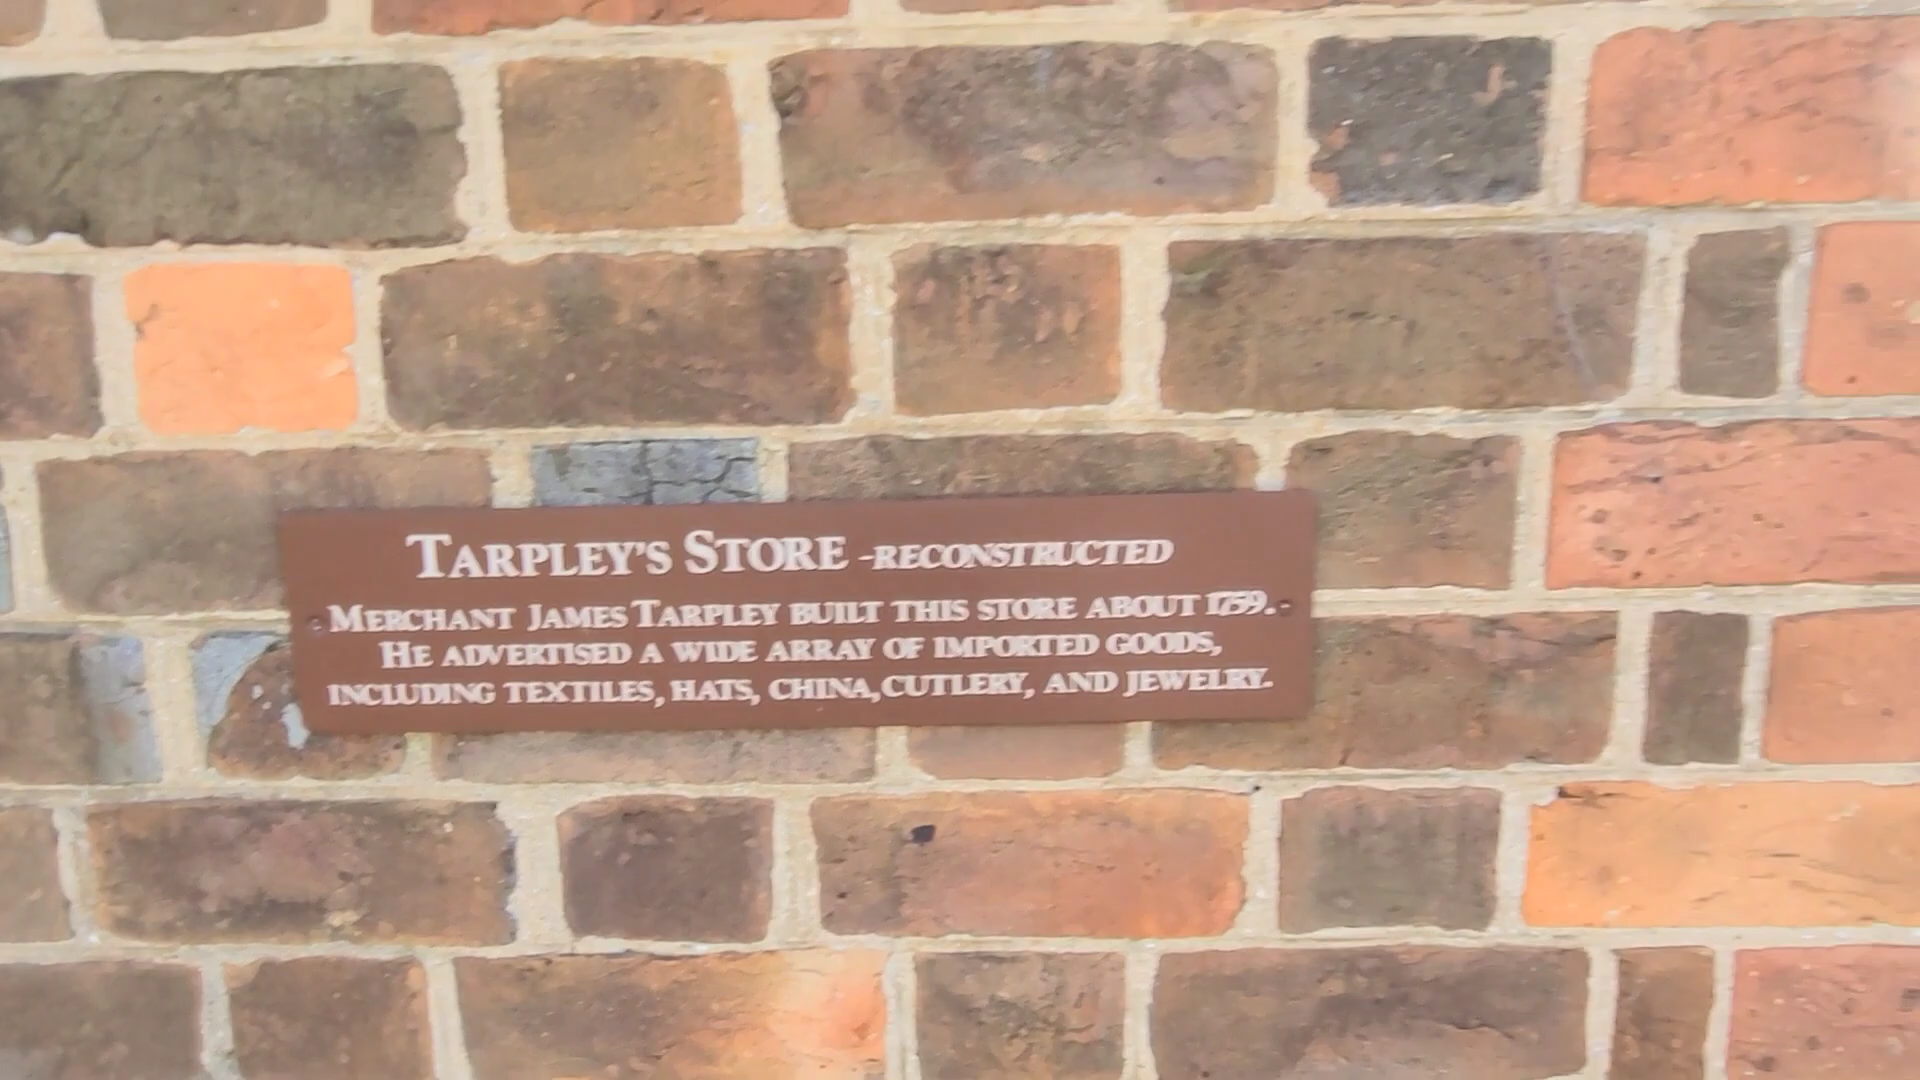 TARPLEY'S STORE -RECONSTRUCTED
MERCHANT JAMES TARPLEY BUILT THIS STORE ABOUT 1759.
HE ADVERTISED A WIDE ARRAY OF IMPORTED GOODS,
INCLUDING TEXTILES, HATS, CHINA, CUTLERY, AND JEWELRY.